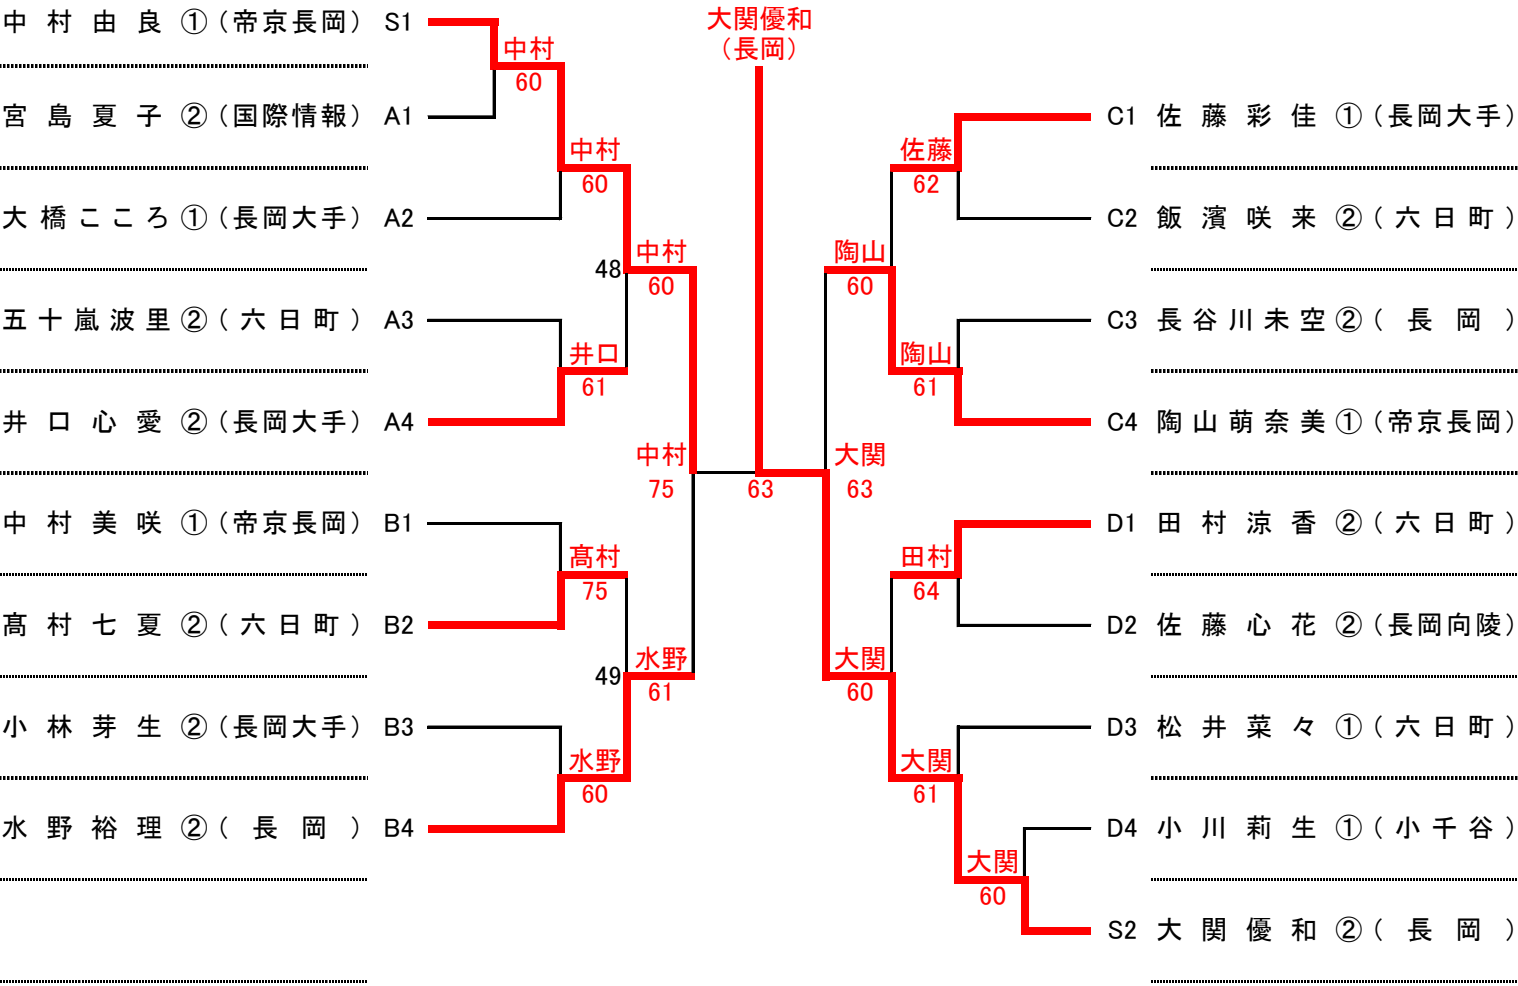 中村由良①(帝京長岡) S1
宮島夏子②(国際情報) A1
大橋こころ①(長岡大手) A2
五十嵐波里②(六日町) A3
井口心愛②(長岡大手) A4
中村美咲①(帝京長岡) B1
髙村七夏②(六日町) B2
小林芽生②(長岡大手) B3
水野裕理②(長岡) B4
中村
60
中村
60
井口
61
髙村
75
水野
60
48
中村
60
49
水野
61
中村
75
大関優和
(長岡)
63
大関
63
陶山
60
大関
60
佐藤
62
陶山
61
田村
64
大関
61
大関
60
C1 佐藤彩佳①(長岡大手)
C2 飯濱咲来②(六日町)
C3 長谷川未空②(長岡)
C4 陶山萌奈美①(帝京長岡)
D1 田村涼香②(六日町)
D2 佐藤心花②(長岡向陵)
D3 松井菜々①(六日町)
D4 小川莉生①(小千谷)
S2 大関優和②(長岡)